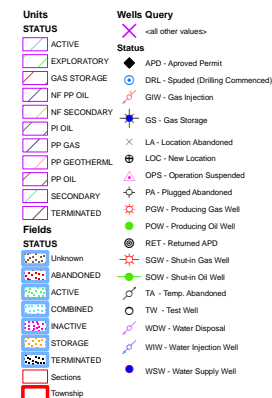 Units
STATUS
ACTIVE
EXPLORATORY
GAS STORAGE
NF PP OIL
NF SECONDARY
PI OIL
PP GAS
PP GEOTHERML
PP OIL
SECONDARY
TERMINATED
Fields
STATUS
Unknown
ABANDONED
ACTIVE
COMBINED
INACTIVE
STORAGE
TERMINATED
Sections
Township
Wells Query
<all other values>
Status
APD - Aproved Permit
DRL - Spuded (Drilling Commenced)
GIW - Gas Injection
GS - Gas Storage
LA - Location Abandoned
LOC - New Location
OPS - Operation Suspended
PA - Plugged Abandoned
PGW - Producing Gas Well
POW - Producing Oil Well
RET - Returned APD
SGW - Shut-in Gas Well
SOW - Shut-in Oil Well
TA - Temp. Abandoned
TW - Test Well
WDW - Water Disposal
WIW - Water Injection Well
WSW - Water Supply Well